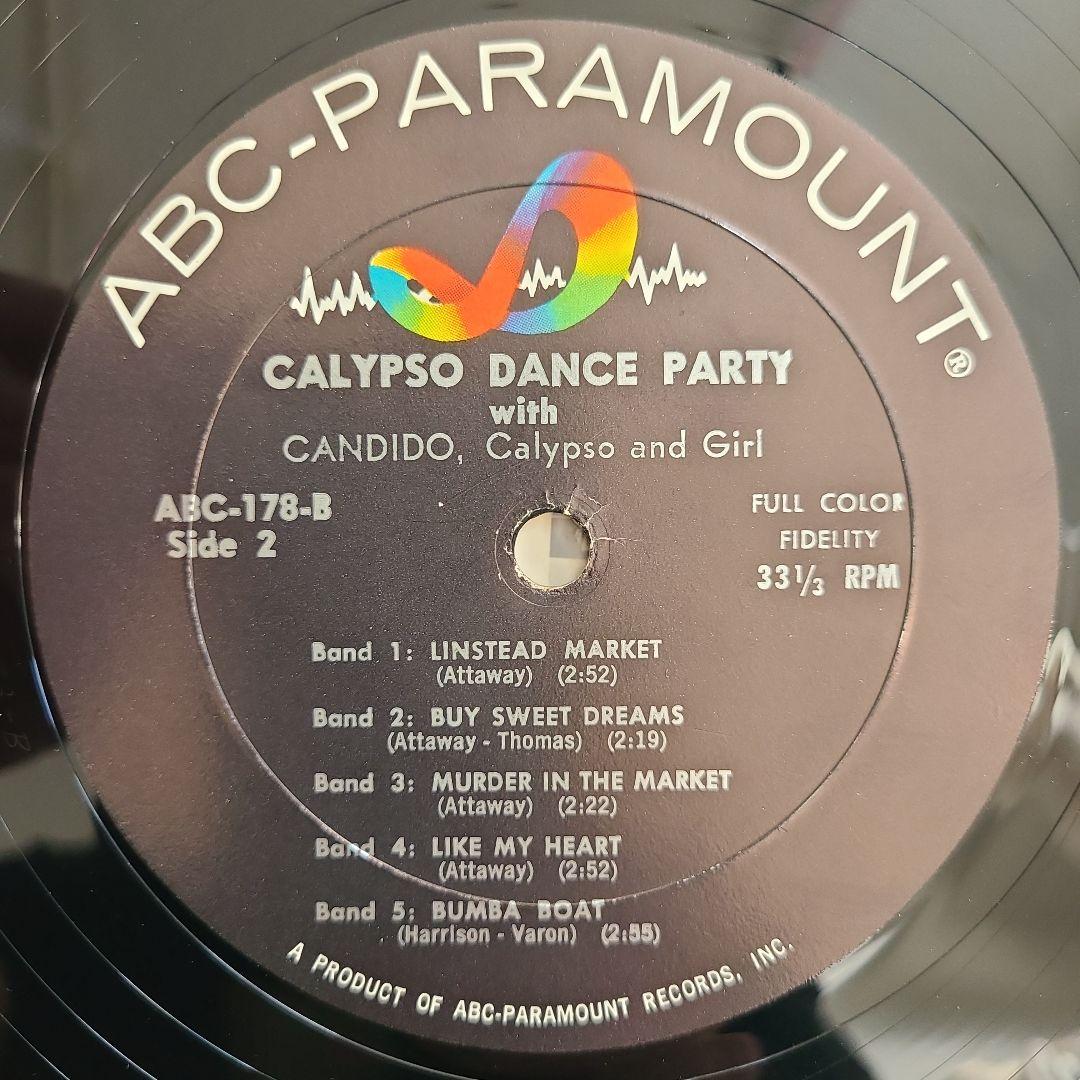 ABC-PARAMOUNT®
CALYPSO DANCE PARTY
with
CANDIDO, Calypso and Girl
ABC-178-B
Side 2
FULL COLOR
FIDELITY
33 1/3 RPM
Band 1: LINSTEAD MARKET
(Attaway) (2:52)
Band 2: BUY SWEET DREAMS
(Attaway - Thomas) (2:19)
Band 3: MURDER IN THE MARKET
(Attaway) (2:22)
Band 4: LIKE MY HEART
(Attaway) (2:52)
Band 5: BUMBA BOAT
(Harrison - Varon) (2:55)
A PRODUCT OF ABC-PARAMOUNT RECORDS, INC.